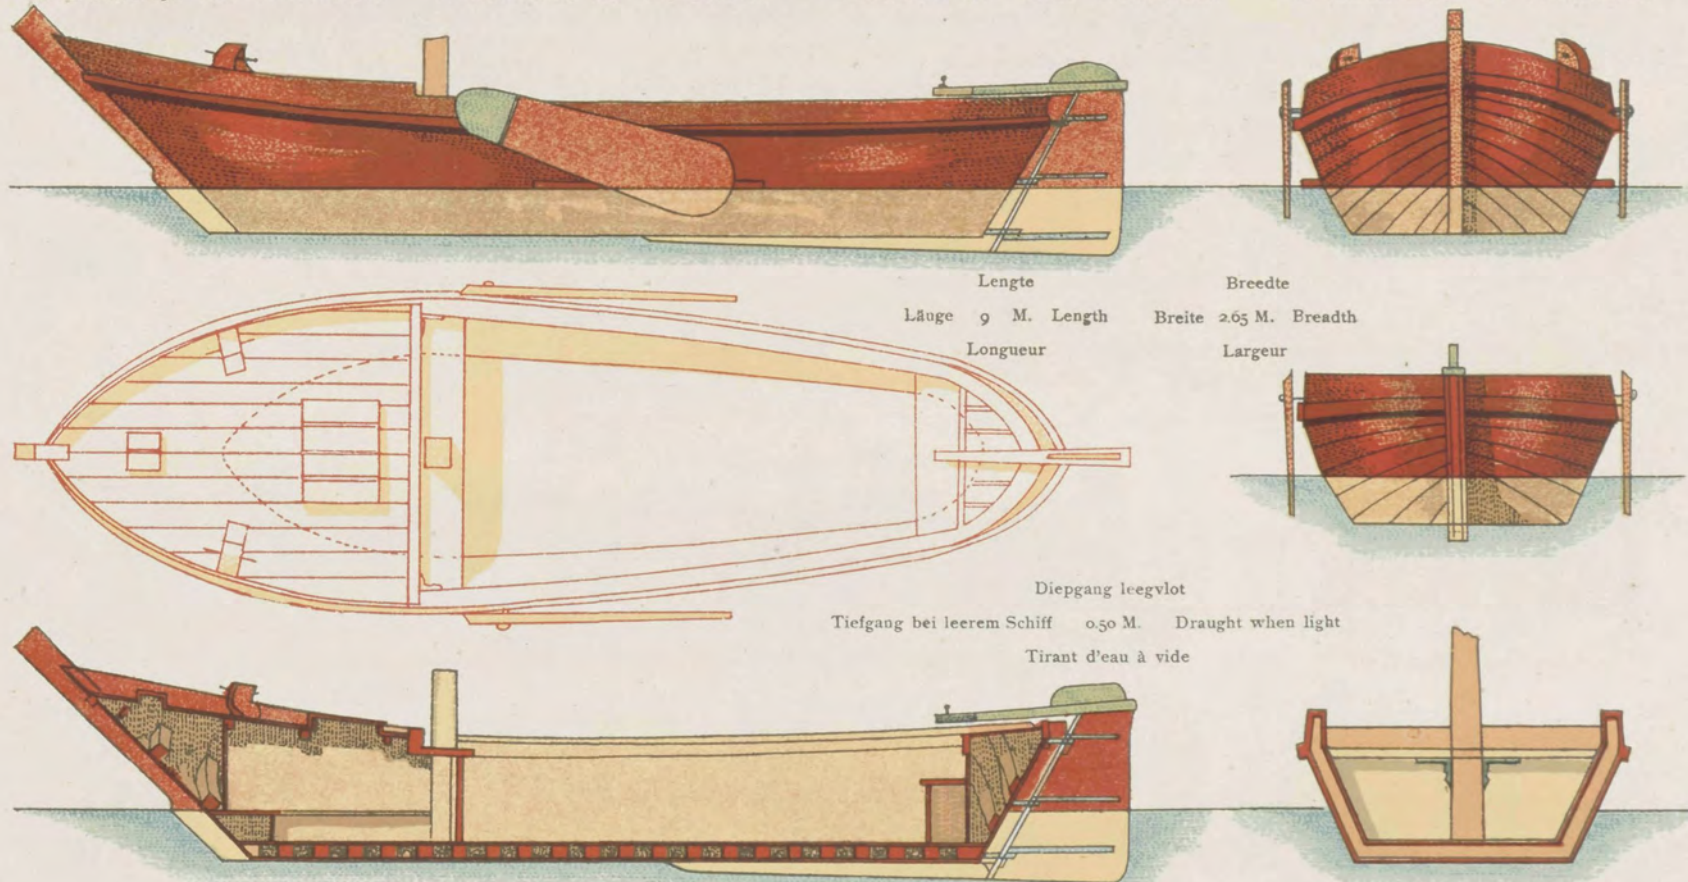 Lengte
Länge 9 M. Length
Longueur
Breedte
Breite 2.65 M. Breadth
Largeur
Diepgang leegvlot
Tiefgang bei leerem Schiff 0.50 M. Draught when light
Tirant d'eau à vide